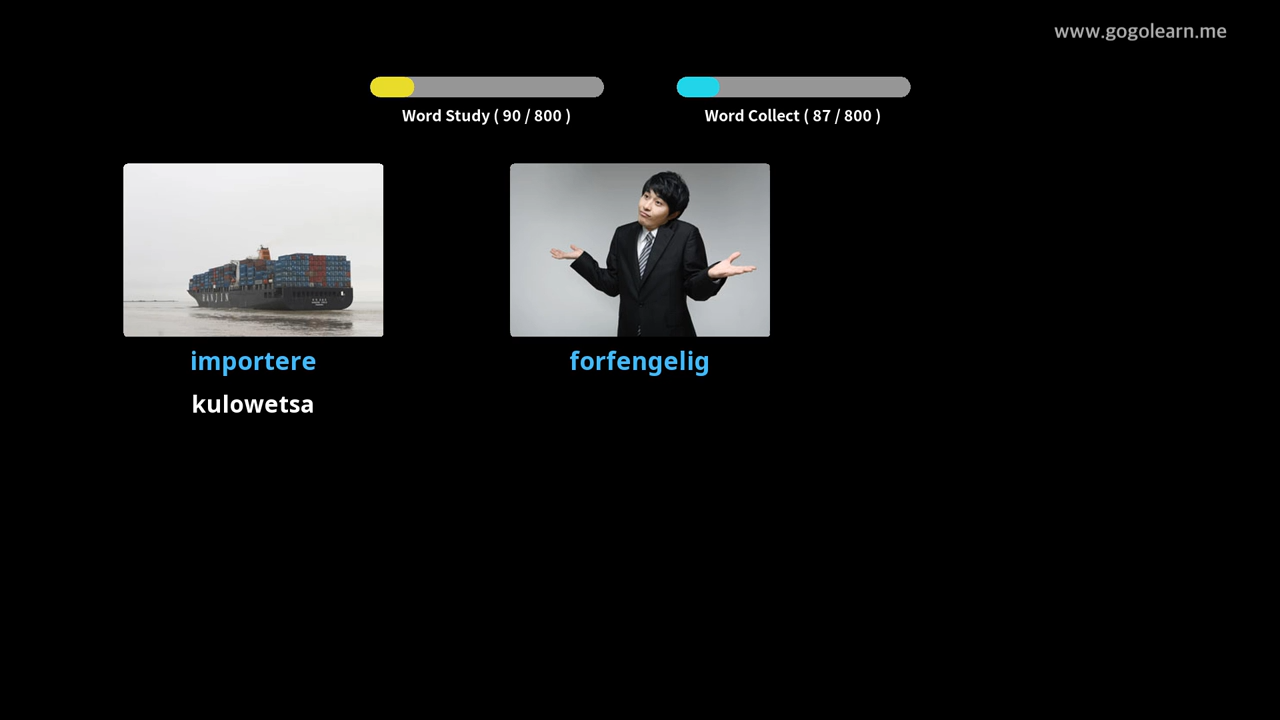 www.gogolearn.me
Word Study ( 90 / 800 )
Word Collect ( 87 / 800 )
importere
forfengelig
kulowetsa